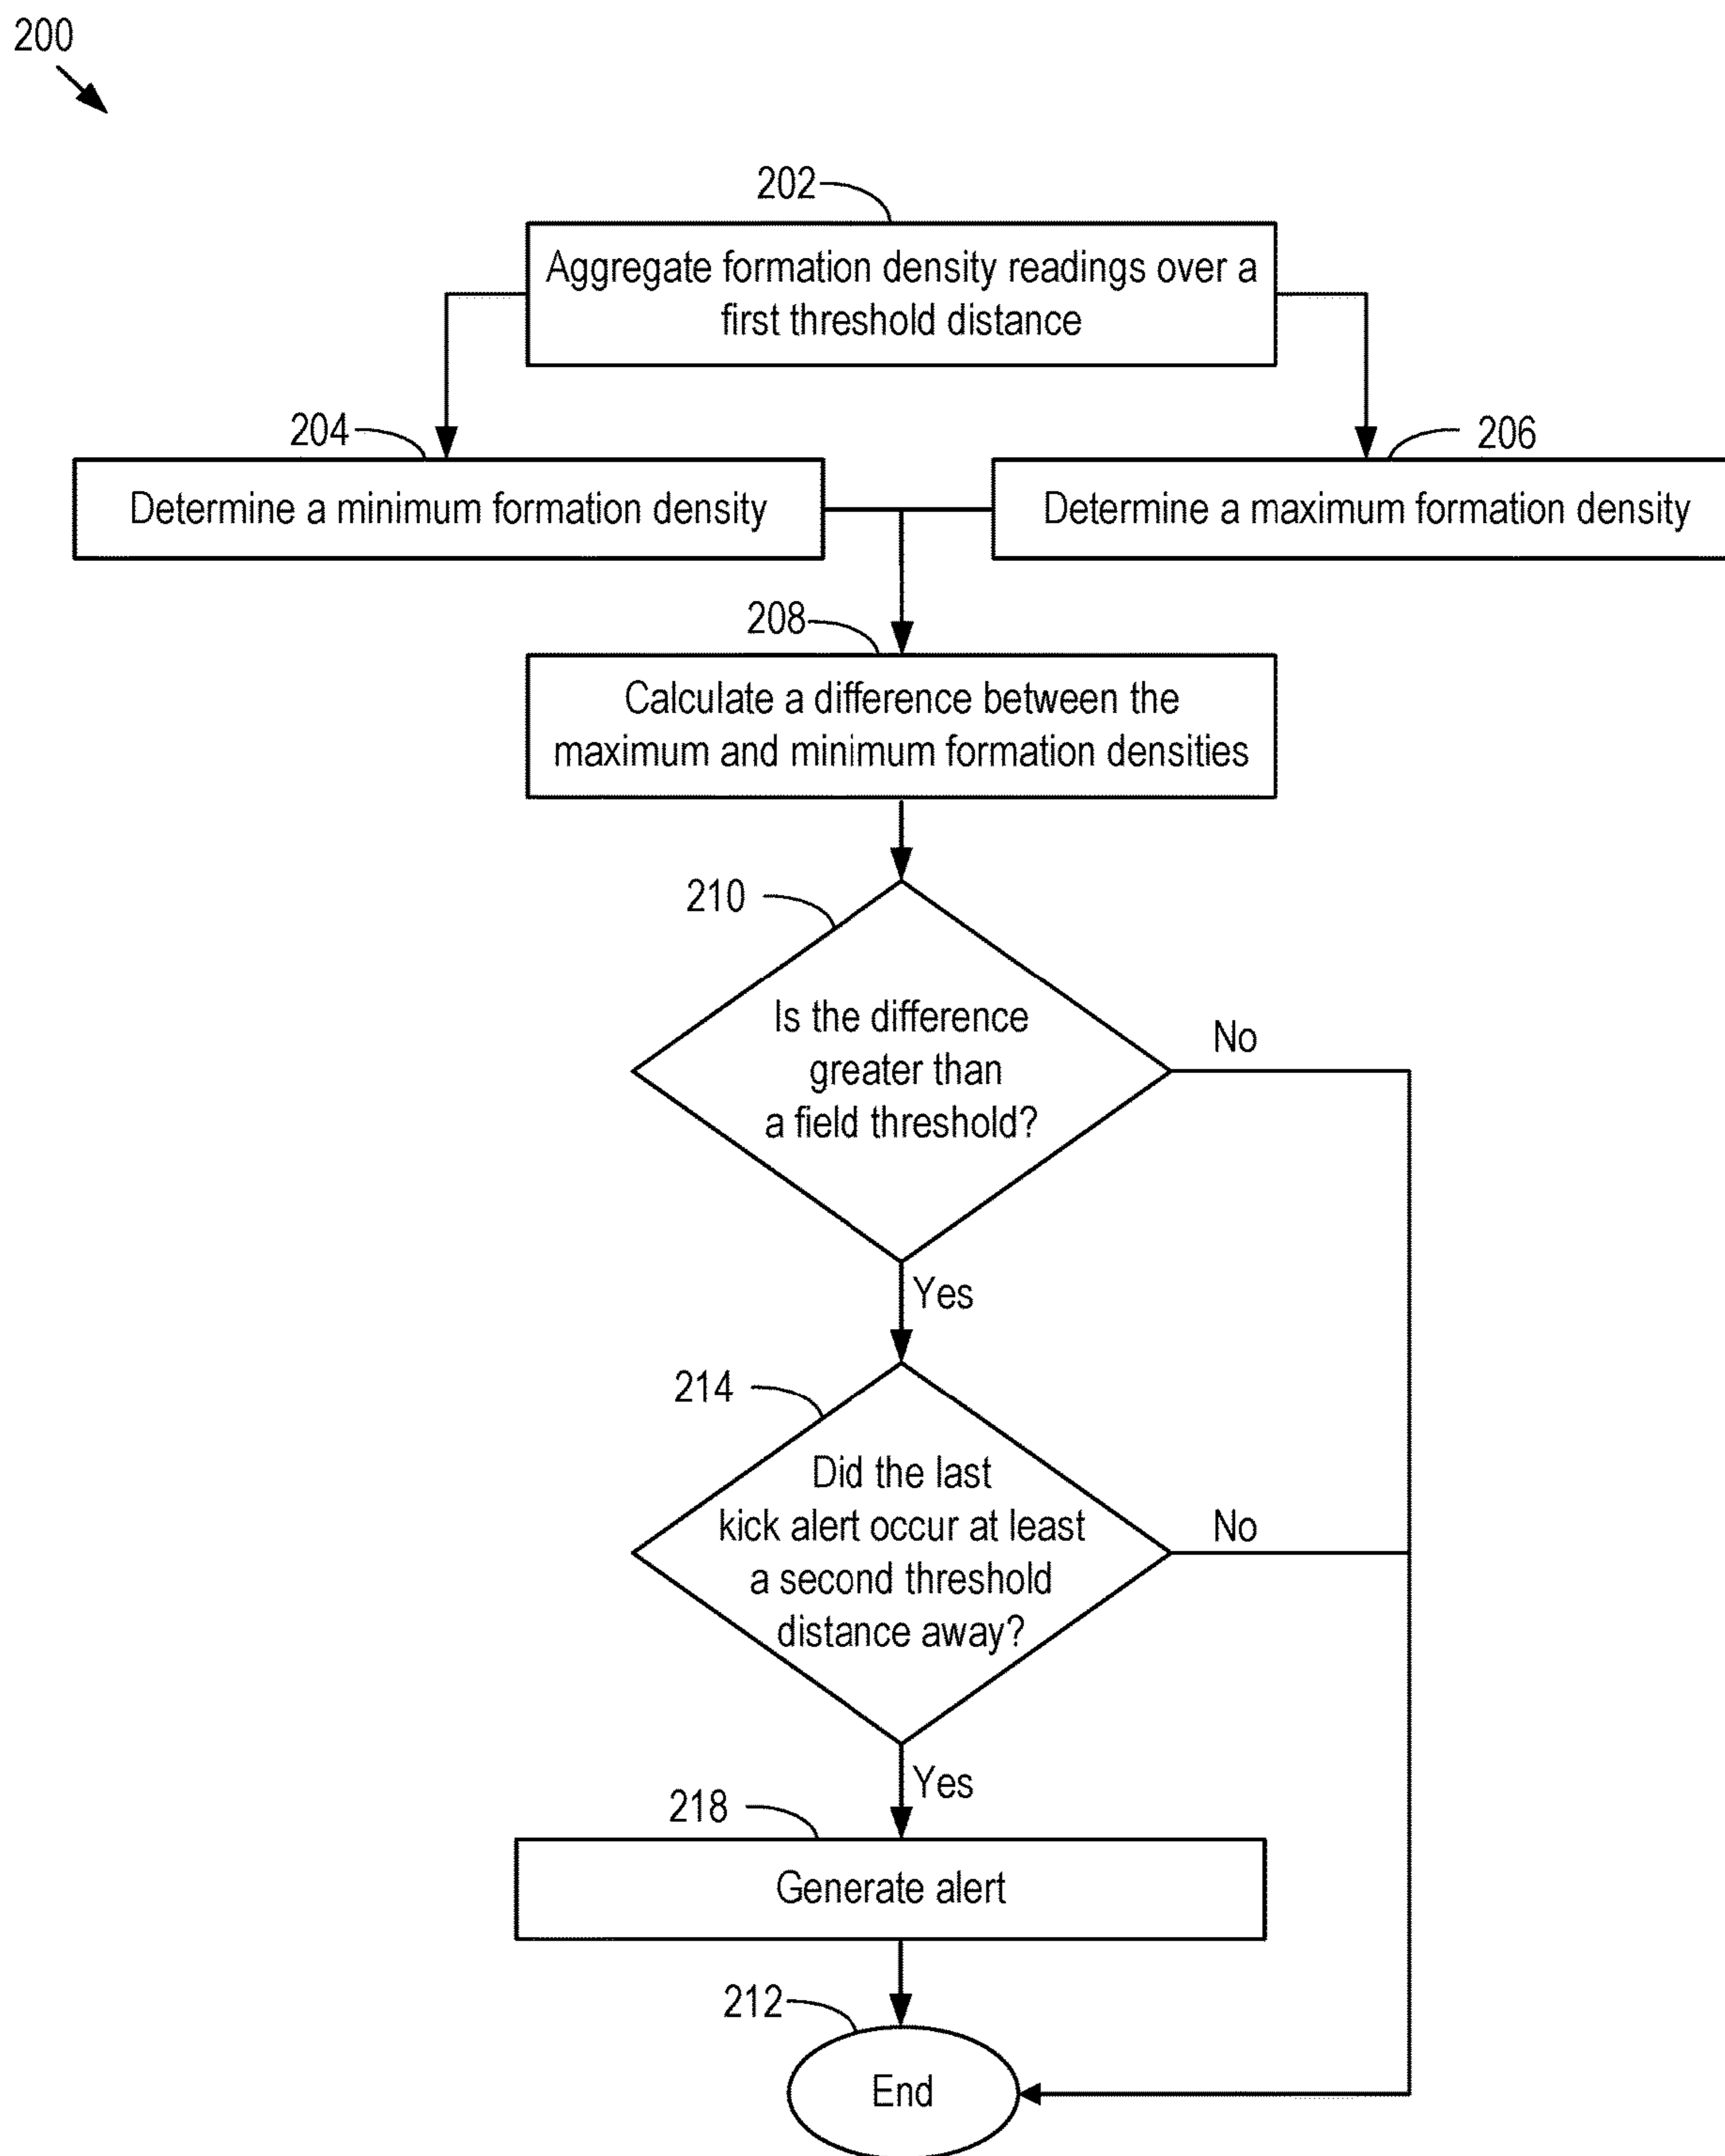 200
202
Aggregate formation density readings over a
first threshold distance
204
206
Determine a minimum formation density
Determine a maximum formation density
208
Calculate a difference between the
maximum and minimum formation densities
210
Is the difference
greater than
a field threshold?
No
Yes
214
Did the last
kick alert occur at least
a second threshold
distance away?
No
Yes
218
Generate alert
212
End